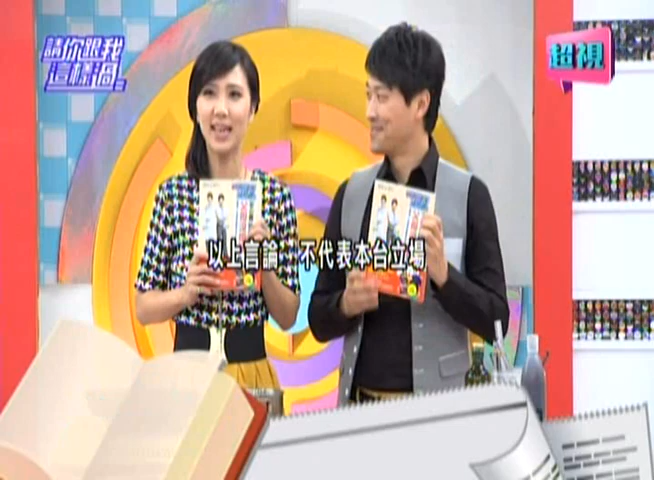 請你跟我
這樣過
超視
以上言論 不代表本台立場